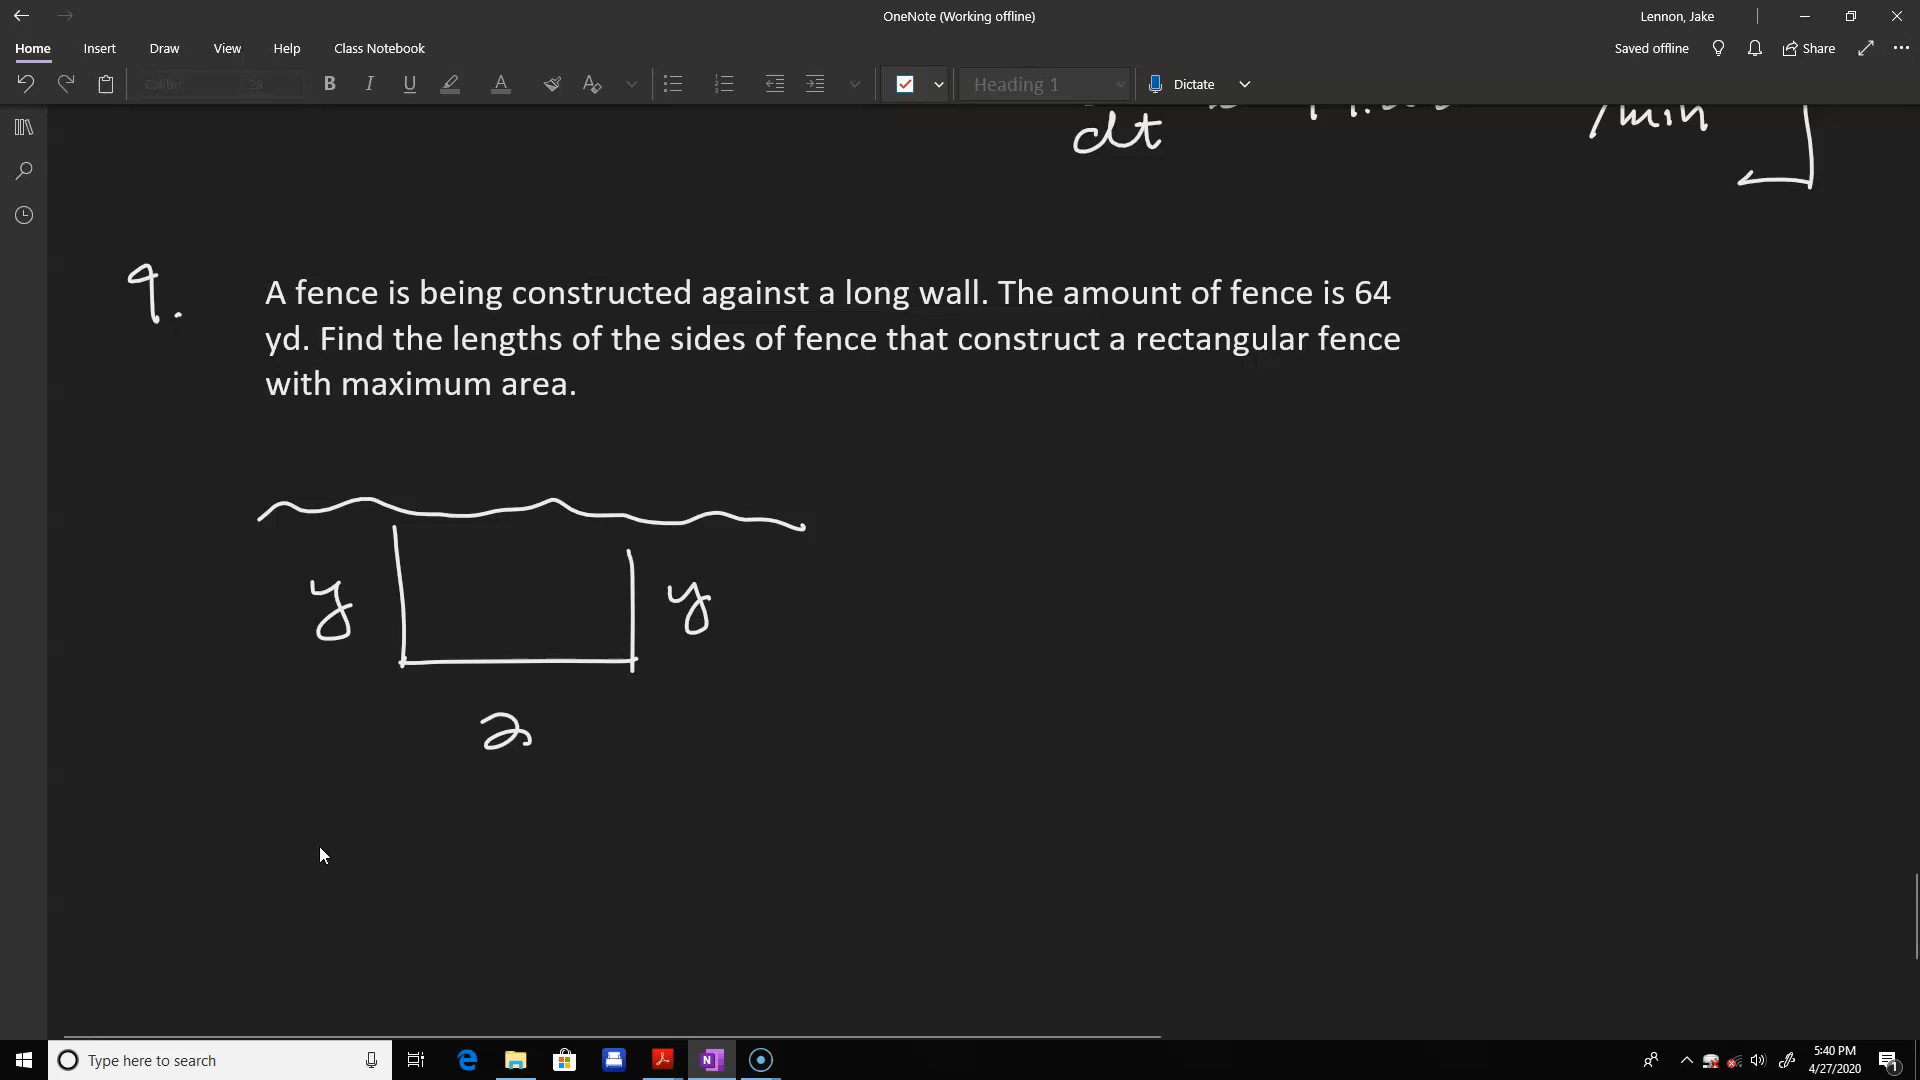 OneNote (Working offline)
Lennon, Jake
Home Insert Draw View Help Class Notebook
Saved offline Share
Calibri 28 B I U A Heading 1 Dictate
dt /min
9. A fence is being constructed against a long wall. The amount of fence is 64
yd. Find the lengths of the sides of fence that construct a rectangular fence
with maximum area.
y y
Type here to search
N
5:40 PM
4/27/2020
1